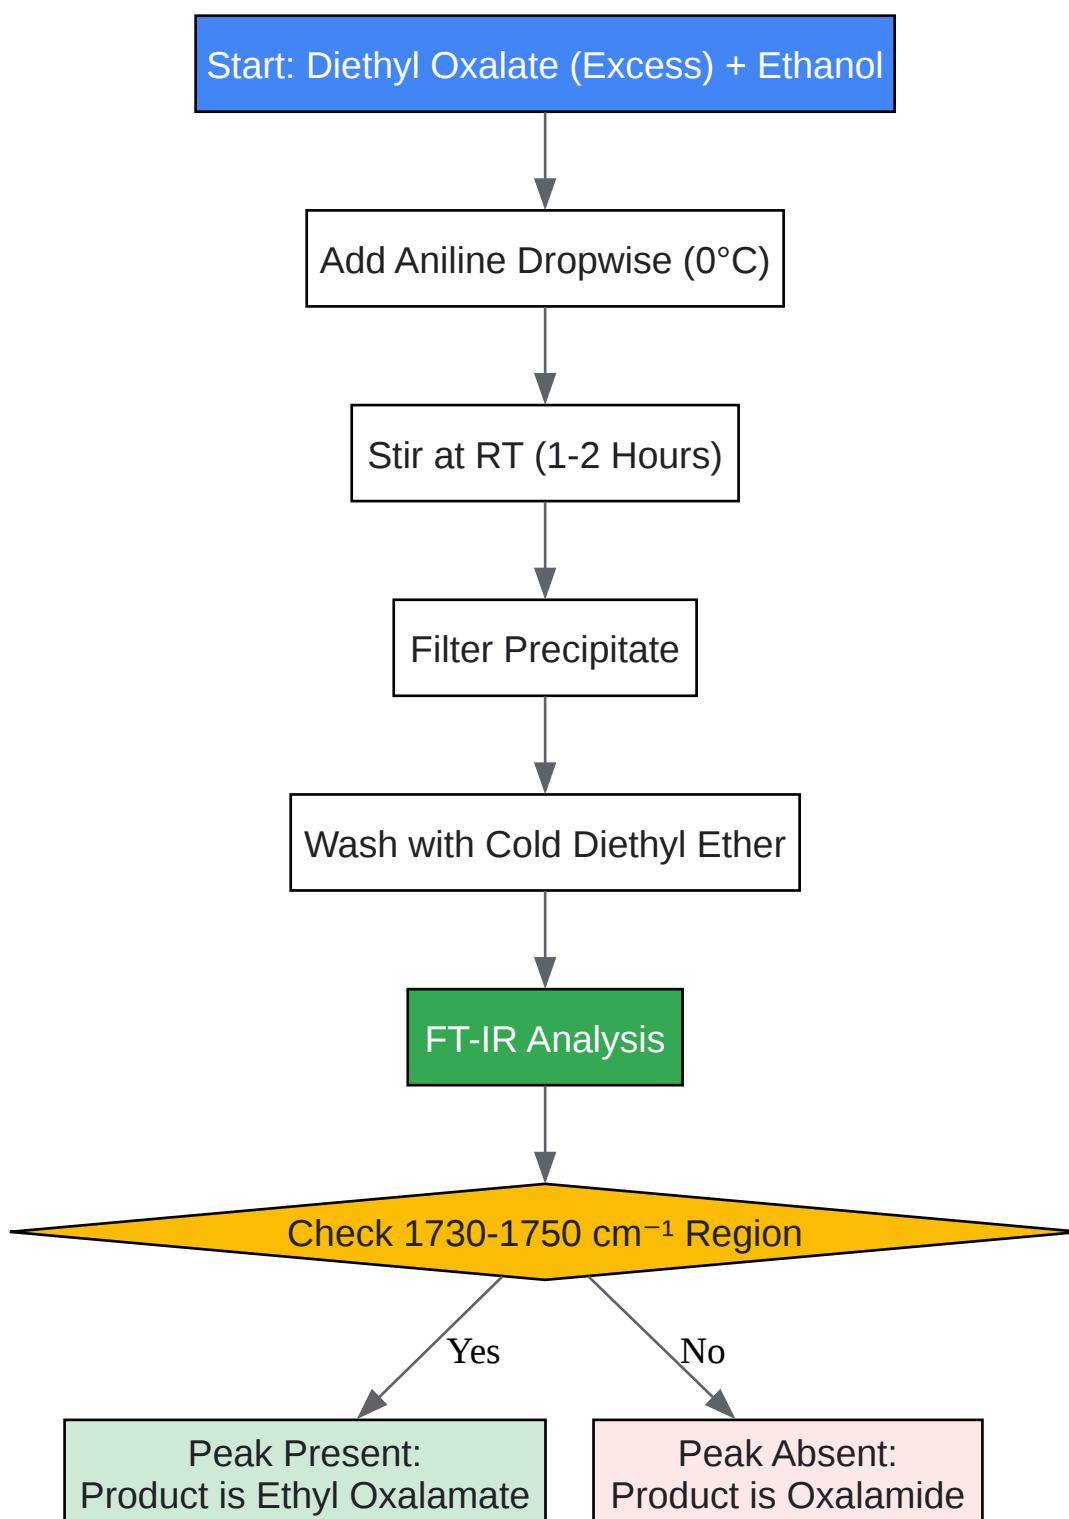 Start: Diethyl Oxalate (Excess) + Ethanol
Add Aniline Dropwise (0°C)
Stir at RT (1-2 Hours)
Filter Precipitate
Wash with Cold Diethyl Ether
FT-IR Analysis
Check 1730-1750 cm⁻¹ Region
Yes
No
Peak Present:
Product is Ethyl Oxalamate
Peak Absent:
Product is Oxalamide